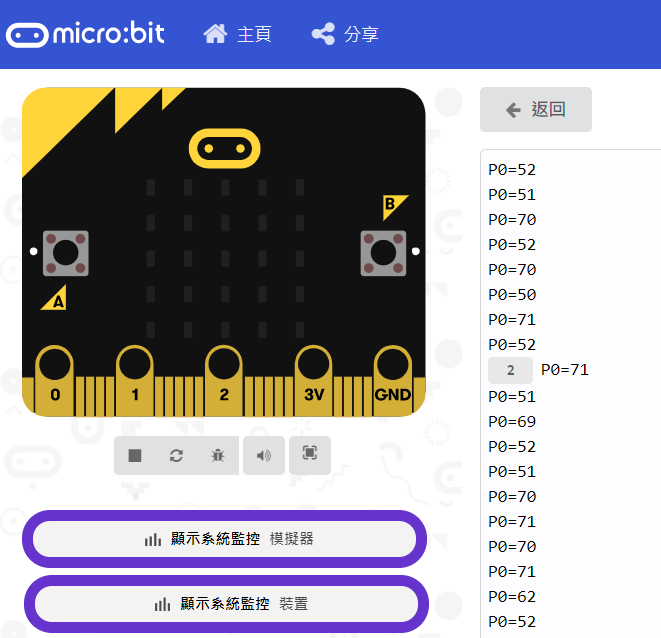 micro:bit 主頁 分享
返回
P0=52
P0=51
P0=70
P0=52
P0=70
P0=50
P0=71
P0=52
2 P0=71
P0=51
P0=69
P0=52
P0=51
P0=70
P0=71
P0=70
P0=71
P0=62
P0=52
B
A
0 1 2 3V GND
顯示系統監控 模擬器
顯示系統監控 裝置